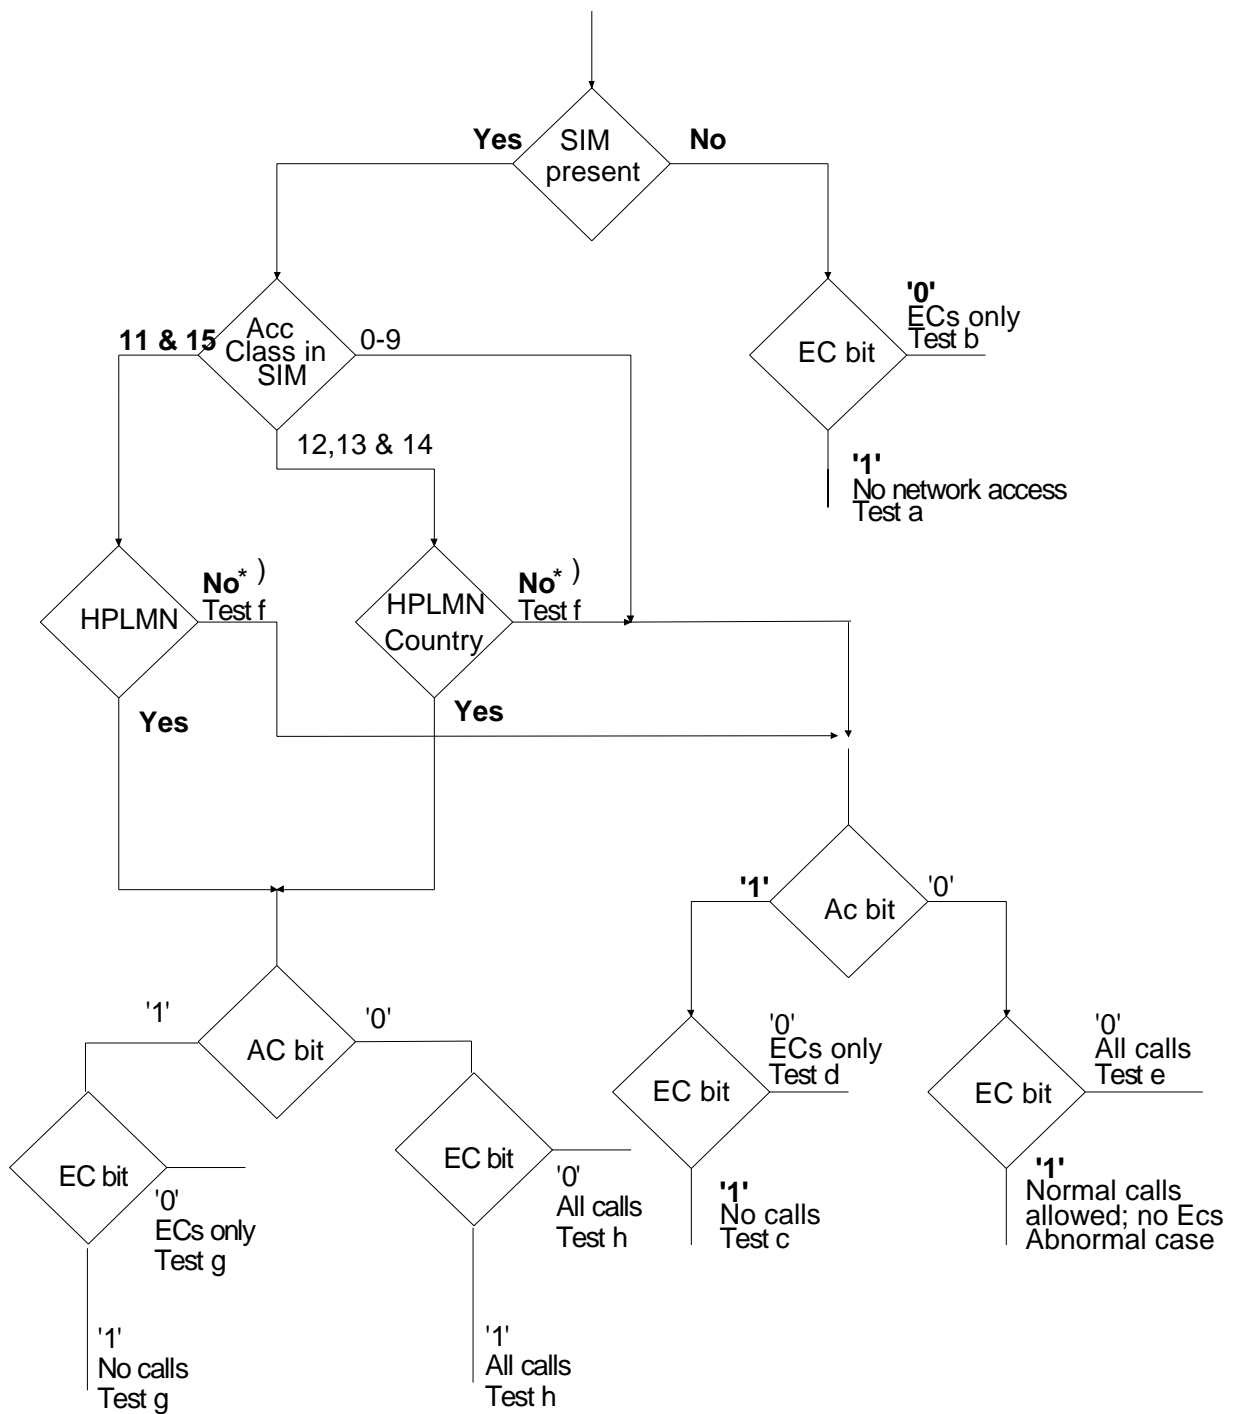 Yes
SIM
present
No
'0'
ECs only
Test b
EC bit
'1'
No network access
Test a
11 & 15
Acc
Class in
SIM
0-9
12,13 & 14
HPLMN
No* )
Test f
HPLMN
Country
No* )
Test f
Yes
Yes
'1'
Ac bit
'0'
'1'
AC bit
'0'
EC bit
'0'
ECs only
Test d
'1'
No calls
Test c
EC bit
'0'
All calls
Test e
'1'
Normal calls
allowed; no Ecs
Abnormal case
EC bit
'0'
ECs only
Test g
'1'
No calls
Test g
EC bit
'0'
All calls
Test h
'1'
All calls
Test h